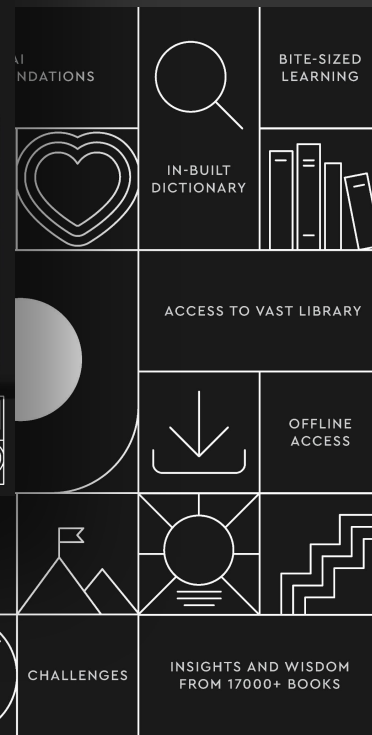 BITE-SIZED
LEARNING
IN-BUILT
DICTIONARY
ACCESS TO VAST LIBRARY
OFFLINE
ACCESS
CHALLENGES
INSIGHTS AND WISDOM
FROM 17000+ BOOKS